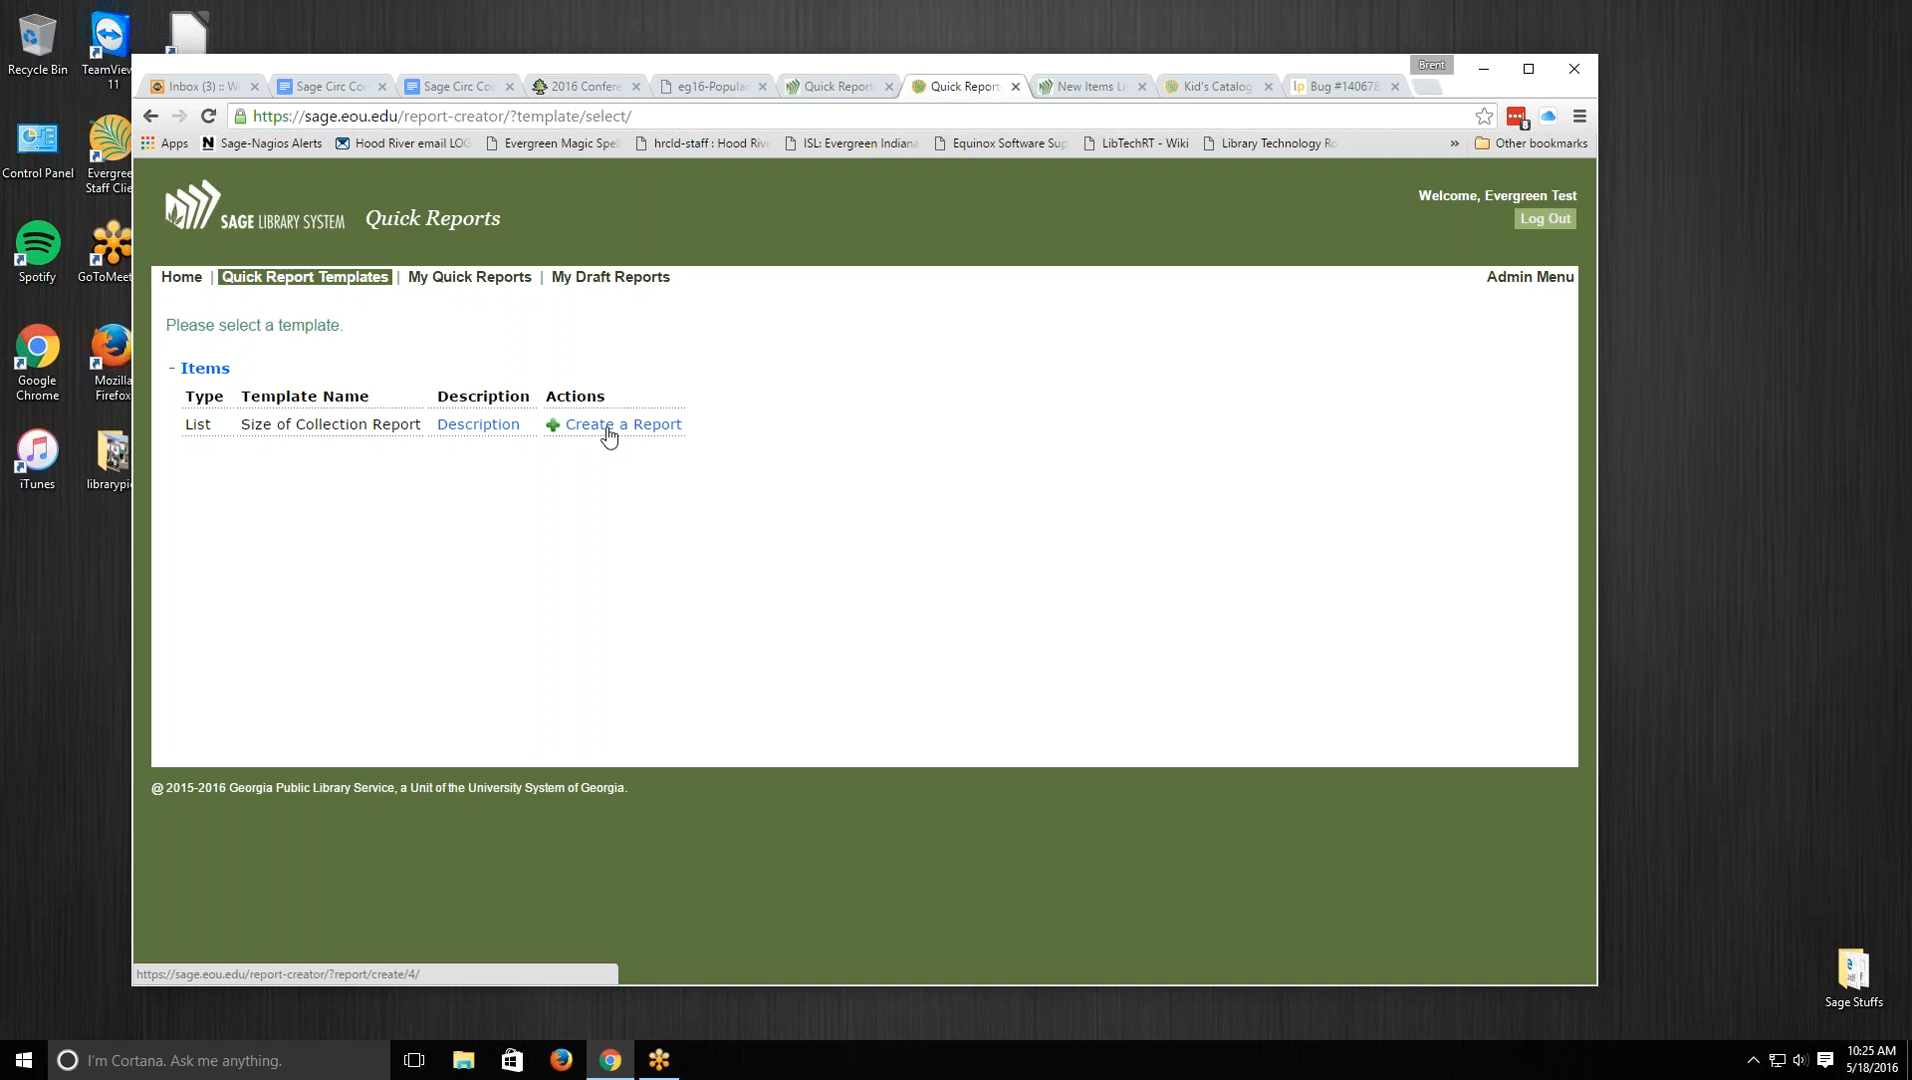 Recycle Bin
TeamView
11
Control Panel
Evergreen
Staff Clie
Spotify
GoToMeet
Google
Chrome
Mozilla
Firefox
iTunes
librarypi
Brent
Inbox (3) :: W
Sage Circ Con
Sage Circ Con
2016 Confere
eg16-Popular
Quick Report
Quick Report
New Items Li
Kid's Catalog
Bug #140678
https://sage.eou.edu/report-creator/?template/select/
Apps
Sage-Nagios Alerts
Hood River email LOG
Evergreen Magic Spel
hrcld-staff : Hood Rive
ISL: Evergreen Indiana
Equinox Software Sup
LibTechRT - Wiki
Library Technology Ro
»
Other bookmarks
SAGE LIBRARY SYSTEM
Quick Reports
Welcome, Evergreen Test
Log Out
Home | Quick Report Templates | My Quick Reports | My Draft Reports
Admin Menu
Please select a template.
- Items
Type Template Name Description Actions
List Size of Collection Report Description Create a Report
@ 2015-2016 Georgia Public Library Service, a Unit of the University System of Georgia.
https://sage.eou.edu/report-creator/?report/create/4/
Sage Stuffs
I'm Cortana. Ask me anything.
10:25 AM
5/18/2016